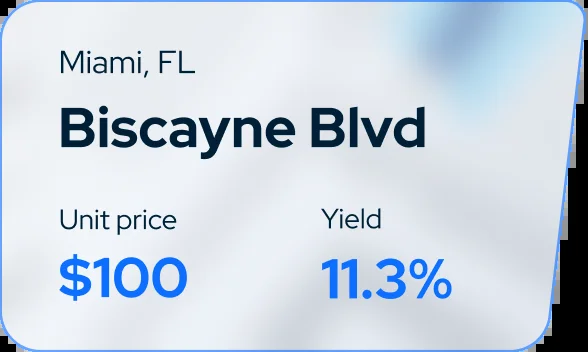 Miami, FL
Biscayne Blvd
Unit price
Yield
$100
11.3%